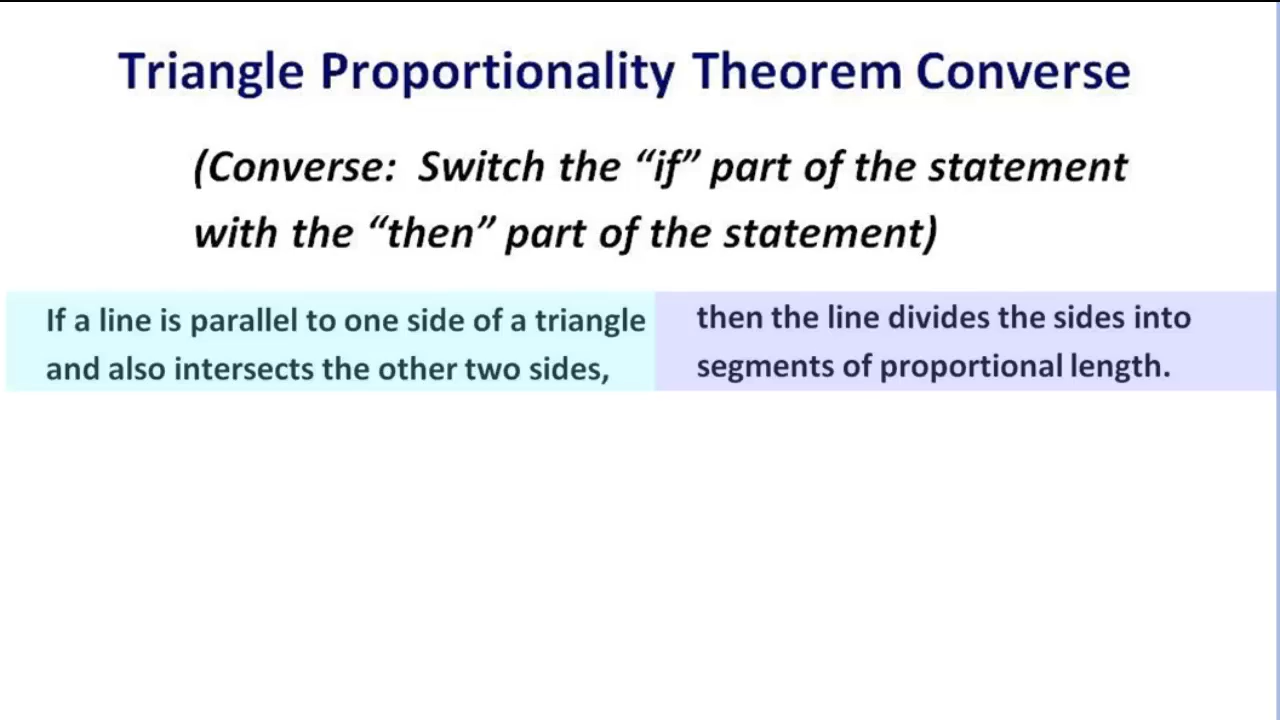 Triangle Proportionality Theorem Converse
(Converse:  Switch the “if” part of the statement
with the “then” part of the statement)
If a line is parallel to one side of a triangle
and also intersects the other two sides,
then the line divides the sides into
segments of proportional length.